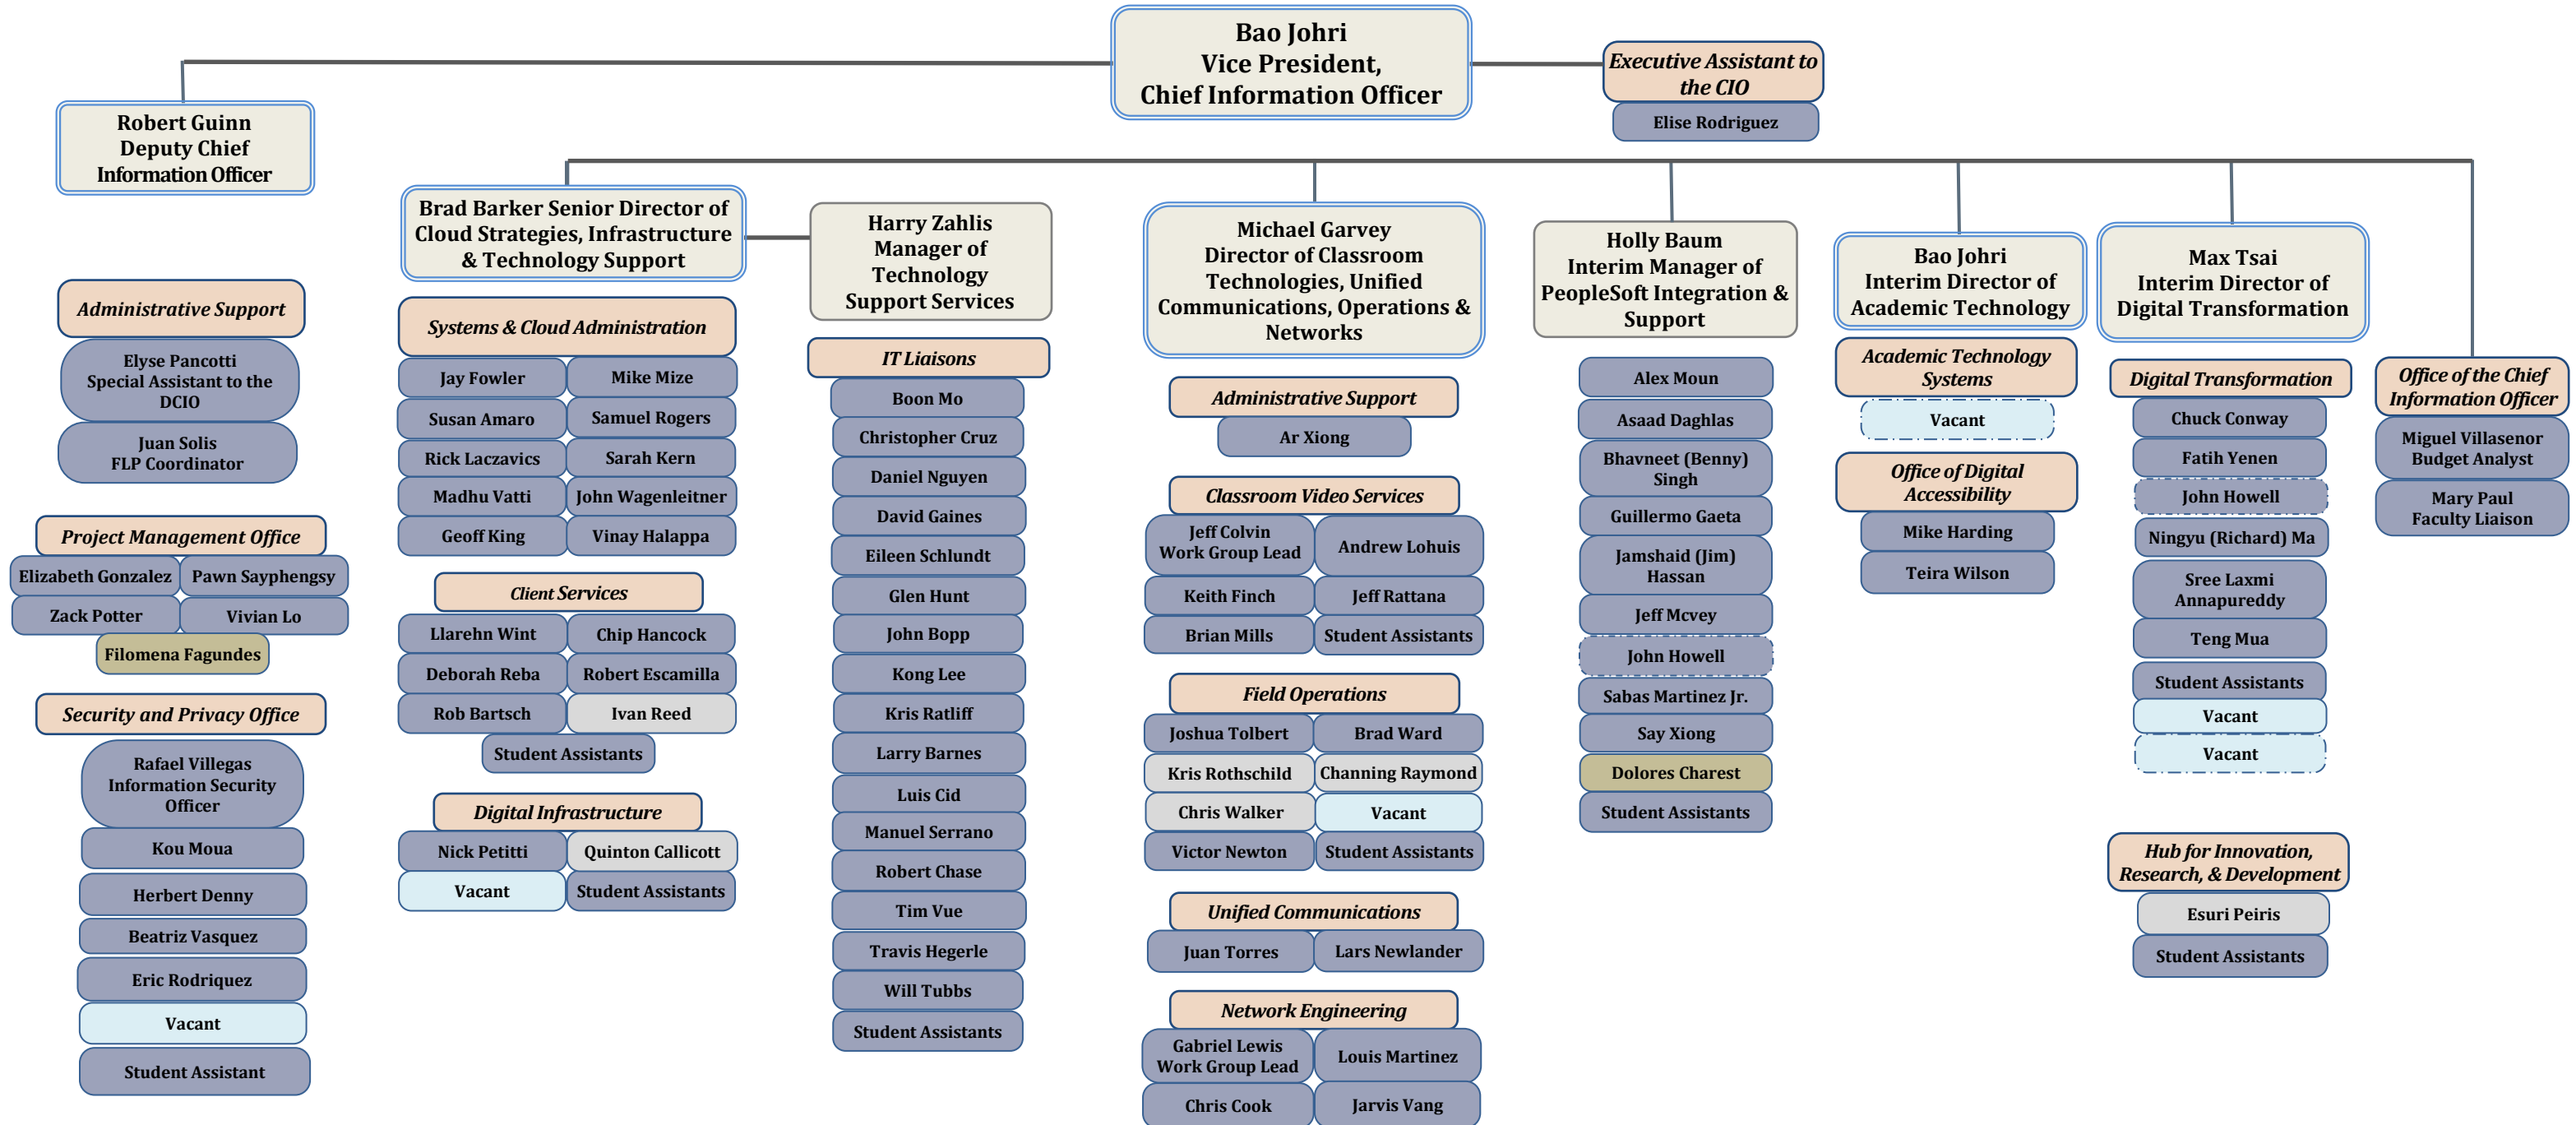 Bao Johri
Vice President,
Chief Information Officer
Executive Assistant to
the CIO
Elise Rodriguez
Robert Guinn
Deputy Chief
Information Officer
Administrative Support
Elyse Pancotti
Special Assistant to the
DCIO
Juan Solis
FLP Coordinator
Project Management Office
Elizabeth Gonzalez
Pawn Sayphengsy
Zack Potter
Vivian Lo
Filomena Fagundes
Security and Privacy Office
Rafael Villegas
Information Security
Officer
Kou Moua
Herbert Denny
Beatriz Vasquez
Eric Rodriquez
Vacant
Student Assistant
Brad Barker Senior Director of
Cloud Strategies, Infrastructure
& Technology Support
Systems & Cloud Administration
Jay Fowler
Mike Mize
Susan Amaro
Samuel Rogers
Rick Laczavics
Sarah Kern
Madhu Vatti
John Wagenleitner
Geoff King
Vinay Halappa
Client Services
Llarehn Wint
Chip Hancock
Deborah Reba
Robert Escamilla
Rob Bartsch
Ivan Reed
Student Assistants
Digital Infrastructure
Nick Petitti
Quinton Callicott
Vacant
Student Assistants
Harry Zahlis
Manager of
Technology
Support Services
IT Liaisons
Boon Mo
Christopher Cruz
Daniel Nguyen
David Gaines
Eileen Schlundt
Glen Hunt
John Bopp
Kong Lee
Kris Ratliff
Larry Barnes
Luis Cid
Manuel Serrano
Robert Chase
Tim Vue
Travis Hegerle
Will Tubbs
Student Assistants
Michael Garvey
Director of Classroom
Technologies, Unified
Communications, Operations &
Networks
Administrative Support
Ar Xiong
Classroom Video Services
Jeff Colvin
Work Group Lead
Andrew Lohuis
Keith Finch
Jeff Rattana
Brian Mills
Student Assistants
Field Operations
Joshua Tolbert
Brad Ward
Kris Rothschild
Channing Raymond
Chris Walker
Vacant
Victor Newton
Student Assistants
Unified Communications
Juan Torres
Lars Newlander
Network Engineering
Gabriel Lewis
Work Group Lead
Louis Martinez
Chris Cook
Jarvis Vang
Holly Baum
Interim Manager of
PeopleSoft Integration &
Support
Alex Moun
Asaad Daghlas
Bhavneet (Benny)
Singh
Guillermo Gaeta
Jamshaid (Jim)
Hassan
Jeff Mcvey
John Howell
Sabas Martinez Jr.
Say Xiong
Dolores Charest
Student Assistants
Bao Johri
Interim Director of
Academic Technology
Academic Technology
Systems
Vacant
Office of Digital
Accessibility
Mike Harding
Teira Wilson
Max Tsai
Interim Director of
Digital Transformation
Digital Transformation
Chuck Conway
Fatih Yenen
John Howell
Ningyu (Richard) Ma
Sree Laxmi
Annapureddy
Teng Mua
Student Assistants
Vacant
Vacant
Hub for Innovation,
Research, & Development
Esuri Peiris
Student Assistants
Office of the Chief
Information Officer
Miguel Villasenor
Budget Analyst
Mary Paul
Faculty Liaison